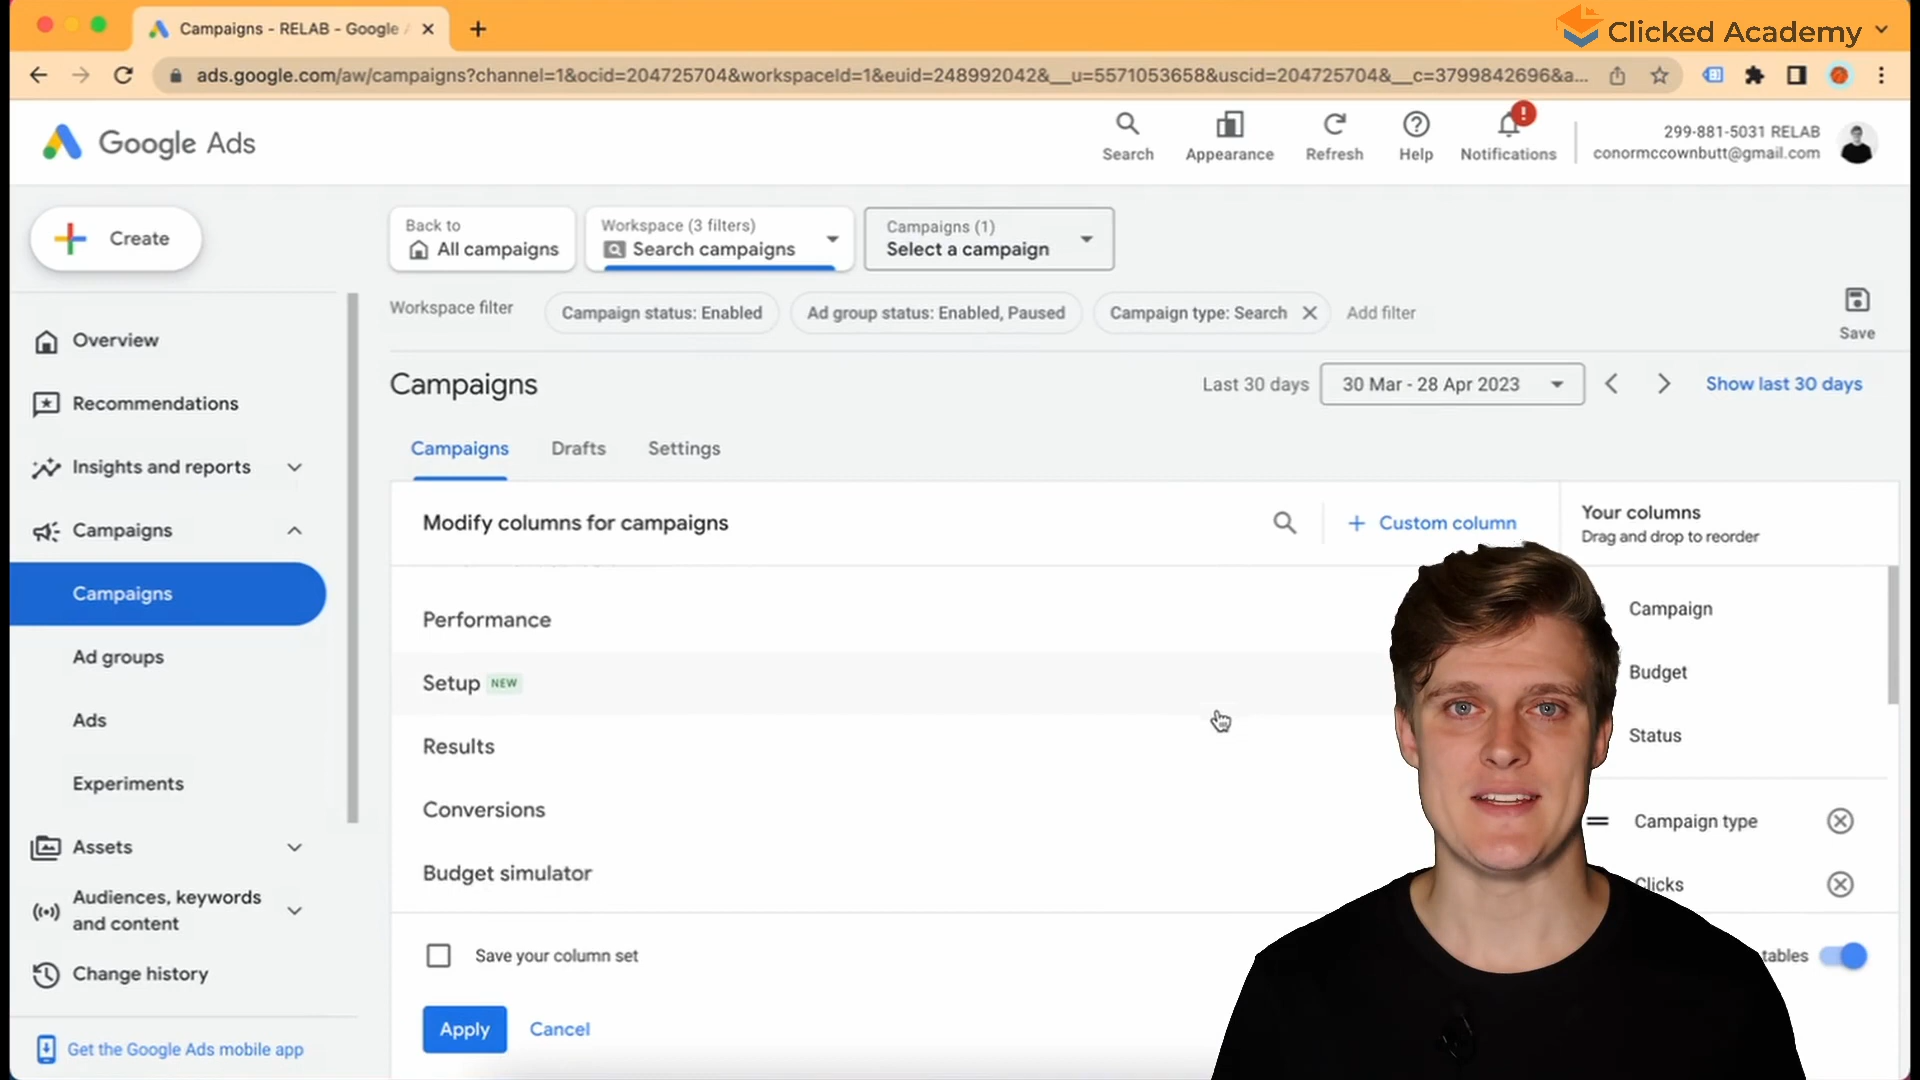 Campaigns - RELAB - Google
Clicked Academy
ads.google.com/aw/campaigns?channel=1&ocid=204725704&workspaceId=1&euid=248992042&__u=5571053658&uscid=204725704&__c=3799842696&a...
Google Ads
Search
Appearance
Refresh
Help
!
Notifications
299-881-5031 RELAB
conormccownbutt@gmail.com
Create
Back to
All campaigns
Workspace (3 filters)
Search campaigns
Campaigns (1)
Select a campaign
Workspace filter
Campaign status: Enabled
Ad group status: Enabled, Paused
Campaign type: Search
Add filter
Save
Overview
Recommendations
Insights and reports
Campaigns
Campaigns
Ad groups
Ads
Experiments
Assets
Audiences, keywords
and content
Change history
Get the Google Ads mobile app
Campaigns
Last 30 days
30 Mar - 28 Apr 2023
Show last 30 days
Campaigns
Drafts
Settings
Modify columns for campaigns
+ Custom column
Your columns
Drag and drop to reorder
Performance
Setup NEW
Results
Conversions
Budget simulator
Campaign
Budget
Status
Campaign type
Clicks
Save your column set
tables
Apply
Cancel